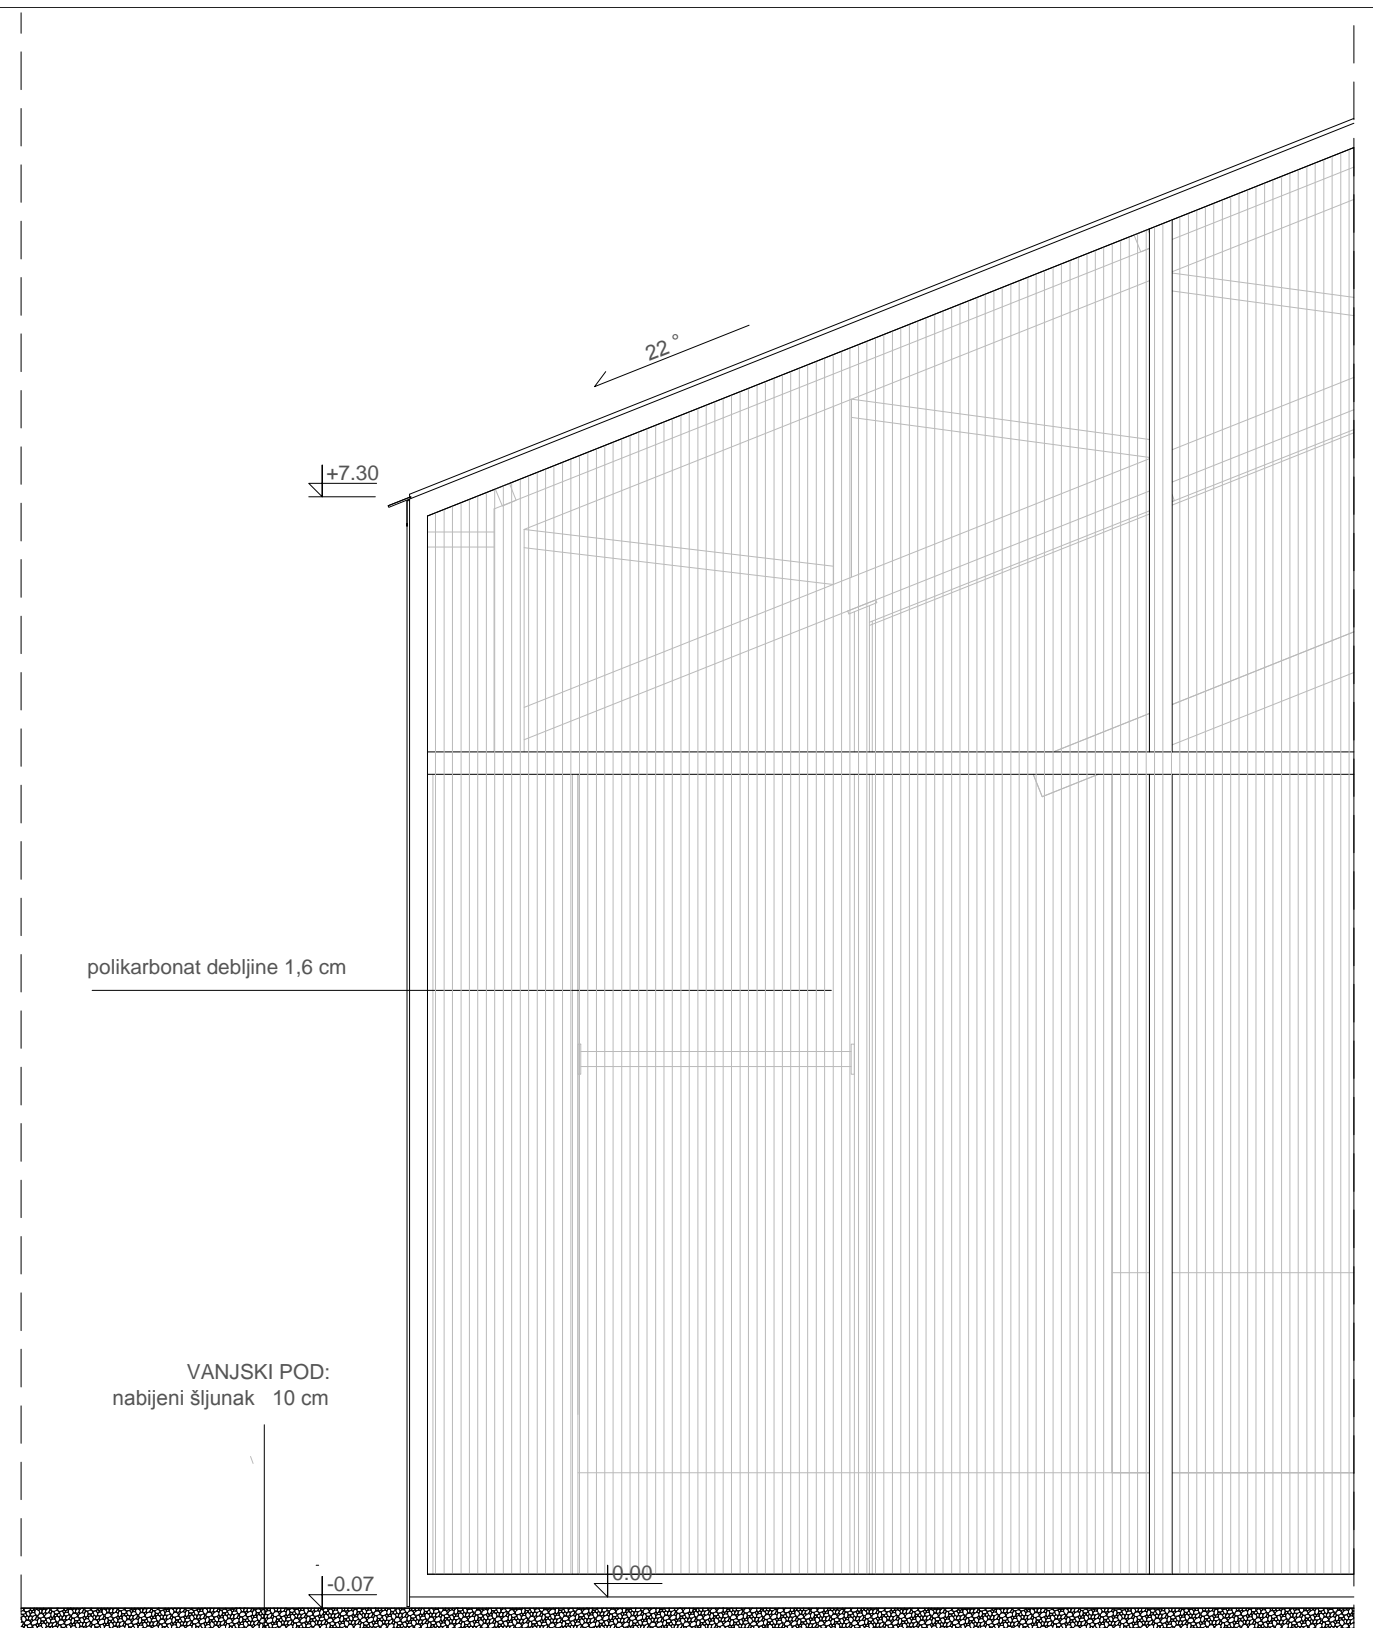 22°
+7.30
polikarbonat debljine 1,6 cm
VANJSKI POD:
nabijeni šljunak 10 cm
-0.07
0.00